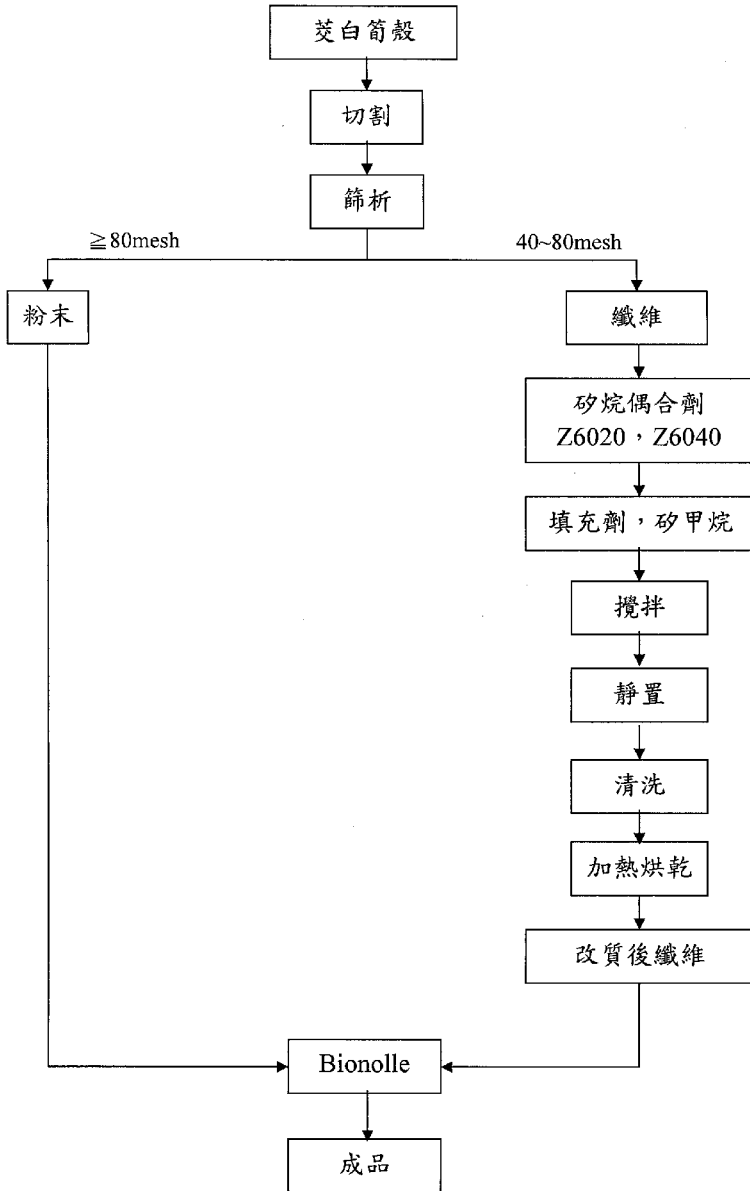 茭白筍殼
切割
篩析
≧80mesh
40~80mesh
粉末
纖維
矽烷偶合劑
Z6020，Z6040
填充劑，矽甲烷
攪拌
靜置
清洗
加熱烘乾
改質後纖維
Bionolle
成品